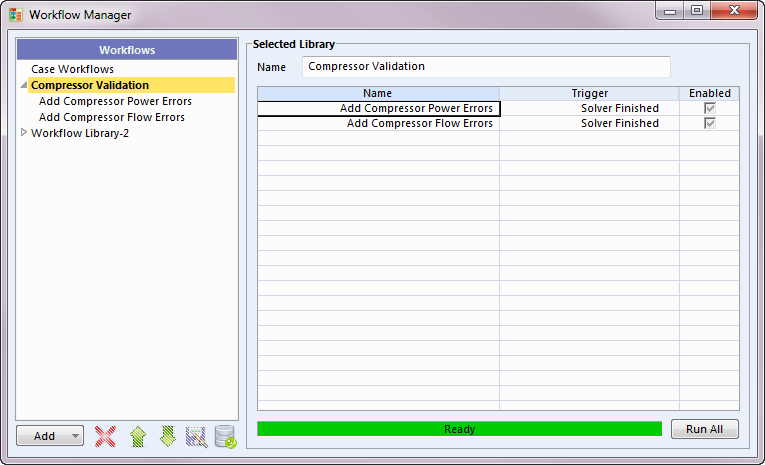 Workflow Manager
Workflows
Case Workflows
Compressor Validation
Add Compressor Power Errors
Add Compressor Flow Errors
Workflow Library-2
Add
Selected Library
Name Compressor Validation
Name Trigger Enabled
Add Compressor Power Errors Solver Finished
Add Compressor Flow Errors Solver Finished
Ready Run All